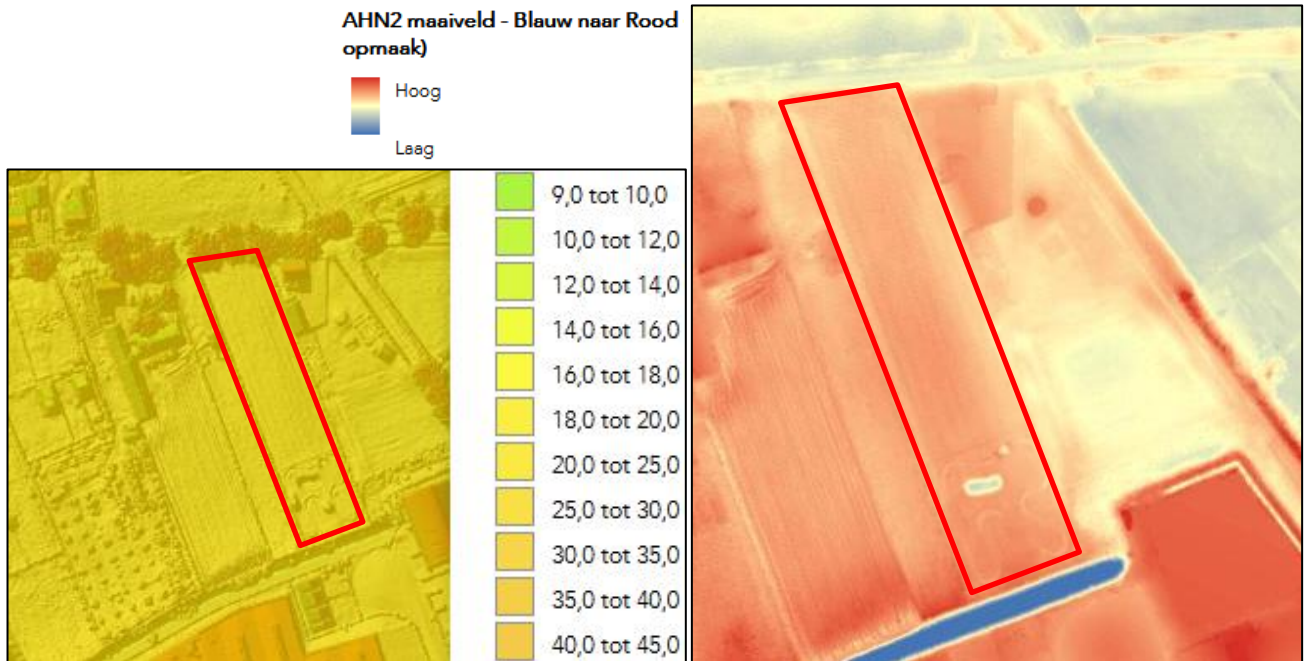 AHN2 maaiveld - Blauw naar Rood
opmaak)
Hoog
Laag
9,0 tot 10,0
10,0 tot 12,0
12,0 tot 14,0
14,0 tot 16,0
16,0 tot 18,0
18,0 tot 20,0
20,0 tot 25,0
25,0 tot 30,0
30,0 tot 35,0
35,0 tot 40,0
40,0 tot 45,0